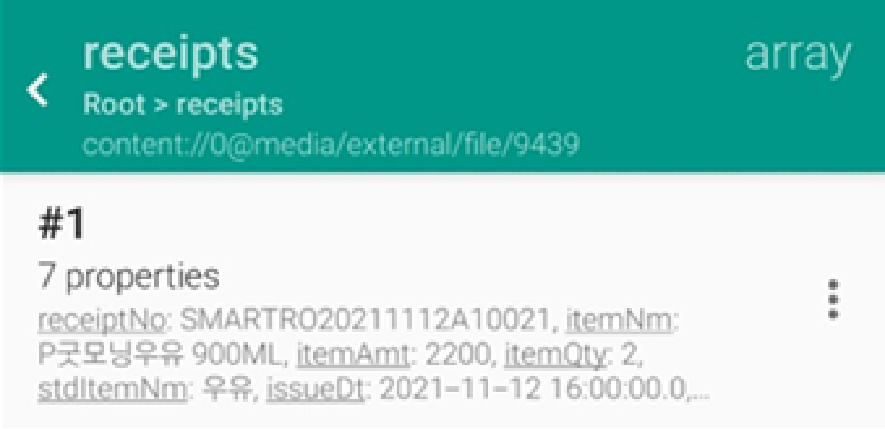 receipts
array
Root > receipts
content://0@media/external/file/9439
#1
7 properties
receiptNo: SMARTRO20211112A10021, itemNm:
P굿모닝우유 900ML, itemAmt: 2200, itemQty: 2,
stdItemNm: 우유, issueDt: 2021-11-12 16:00:00.0,...